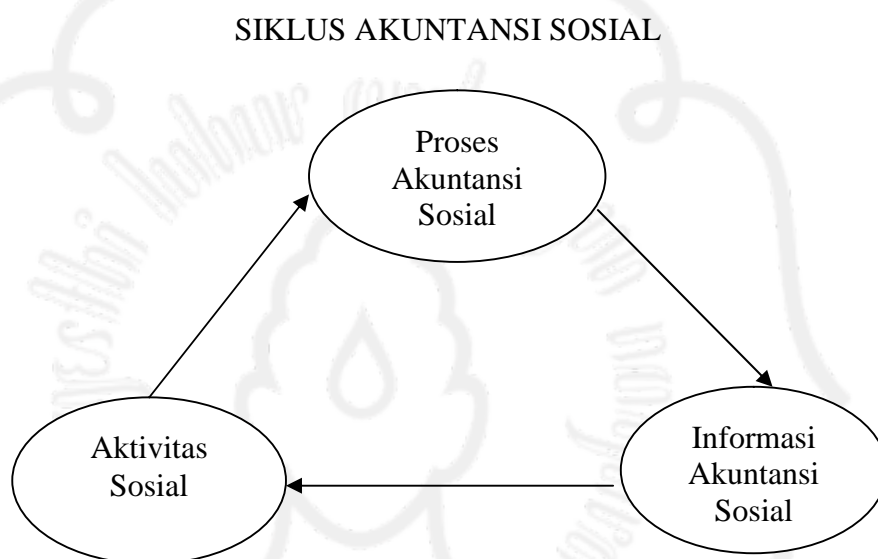 SIKLUS AKUNTANSI SOSIAL
Proses
Akuntansi
Sosial
Aktivitas
Sosial
Informasi
Akuntansi
Sosial